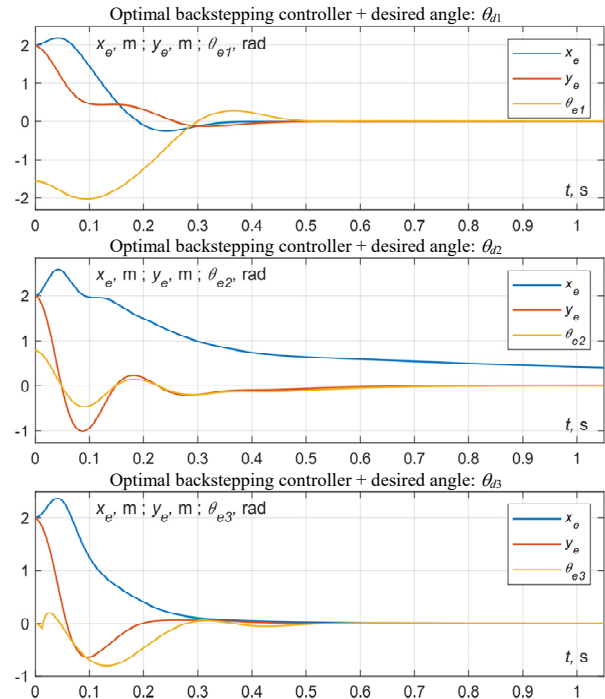 Optimal backstepping controller + desired angle: θd1
xe, m ; ye, m ; θe1, rad
xe
ye
θe1
2
1
0
-1
-2
t, s
0 0.1 0.2 0.3 0.4 0.5 0.6 0.7 0.8 0.9 1
Optimal backstepping controller + desired angle: θd2
xe, m ; ye, m ; θe2, rad
xe
ye
θe2
2
1
0
-1
t, s
0 0.1 0.2 0.3 0.4 0.5 0.6 0.7 0.8 0.9 1
Optimal backstepping controller + desired angle: θd3
xe, m ; ye, m ; θe3, rad
xe
ye
θe3
2
1
0
-1
t, s
0 0.1 0.2 0.3 0.4 0.5 0.6 0.7 0.8 0.9 1